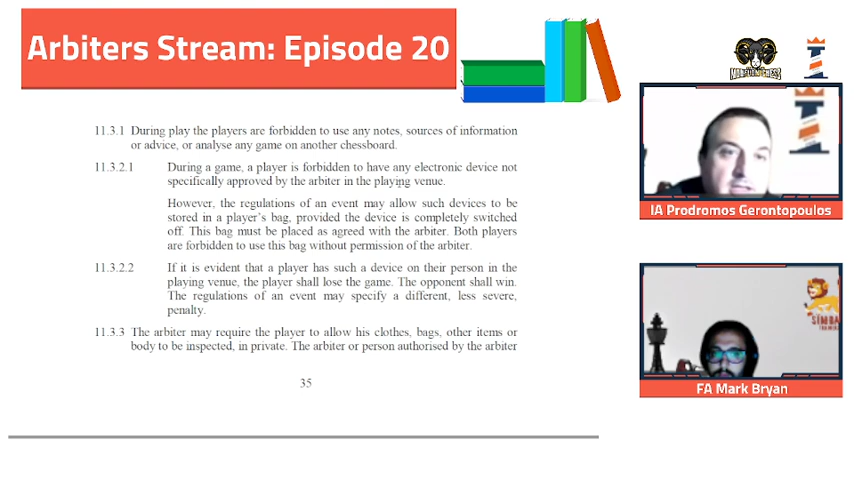 Arbiters Stream: Episode 20
11.3.1 During play the players are forbidden to use any notes, sources of information
or advice, or analyse any game on another chessboard.
11.3.2.1 During a game, a player is forbidden to have any electronic device not
specifically approved by the arbiter in the playing venue.
However, the regulations of an event may allow such devices to be
stored in a player's bag, provided the device is completely switched
off. This bag must be placed as agreed with the arbiter. Both players
are forbidden to use this bag without permission of the arbiter.
11.3.2.2 If it is evident that a player has such a device on their person in the
playing venue, the player shall lose the game. The opponent shall win.
The regulations of an event may specify a different, less severe,
penalty.
11.3.3 The arbiter may require the player to allow his clothes, bags, other items or
body to be inspected, in private. The arbiter or person authorised by the arbiter
35
IA Prodromos Gerontopoulos
SIMBA
FA Mark Bryan